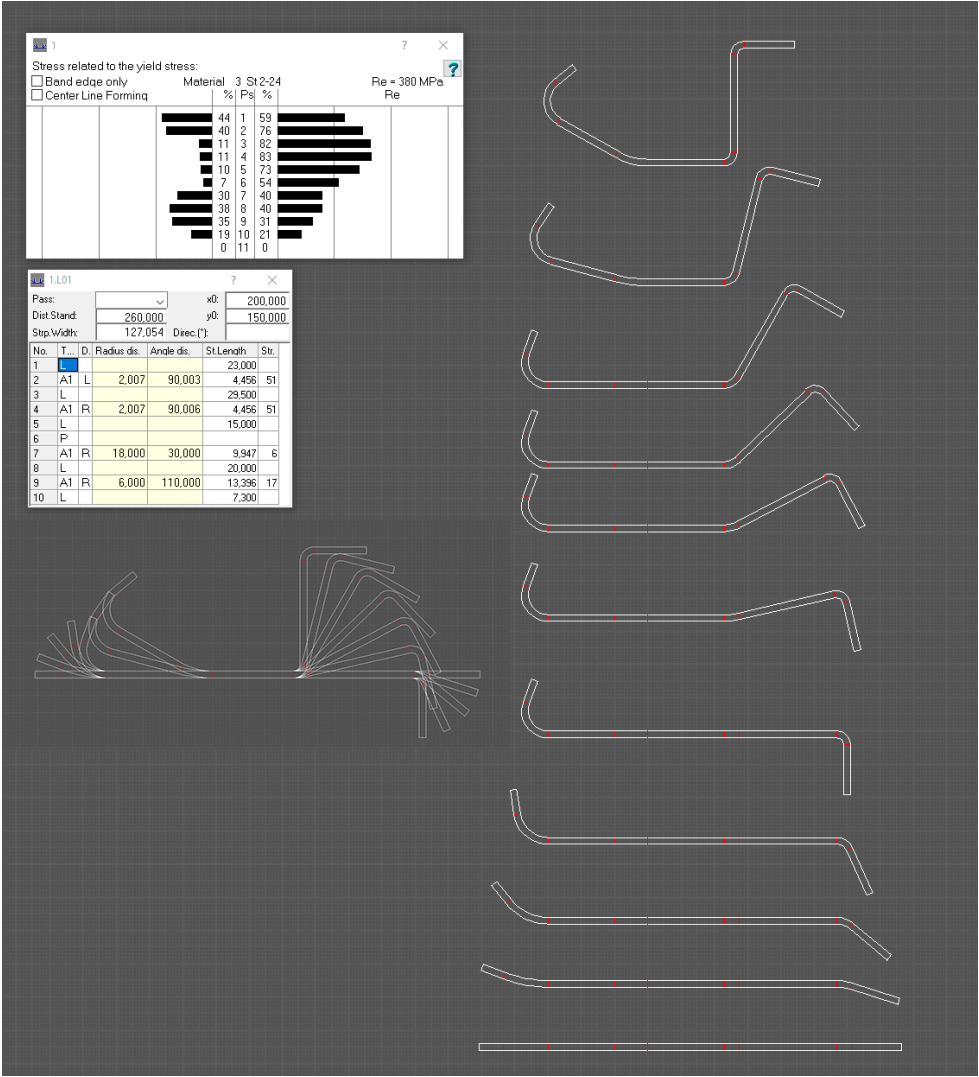 1 ? ×
Stress related to the yield stress: ?
Band edge only Material 3 St 2-24 Re = 380 MPa
Center Line Forming % Ps % Re
44 1 59
40 2 76
11 3 82
11 4 83
10 5 73
7 6 54
30 7 40
38 8 40
35 9 31
19 10 21
0 11 0
1.L01 ? ×
Pass: x0: 200,000
Dist.Stand: 260,000 y0: 150,000
Strp.Width: 127,054 Direc.(°):
No. T... D. Radius dis. Angle dis. St.Length Str.
1 L 23,000
2 A1 L 2,007 90,003 4,456 51
3 L 29,500
4 A1 R 2,007 90,006 4,456 51
5 L 15,000
6 P
7 A1 R 18,000 30,000 9,947 6
8 L 20,000
9 A1 R 6,000 110,000 13,396 17
10 L 7,300